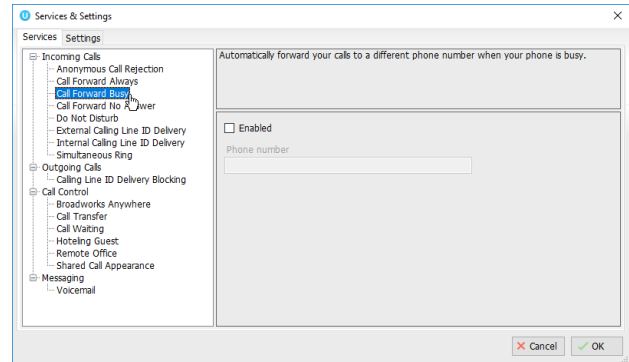 Services & Settings
Services Settings
Incoming Calls
Anonymous Call Rejection
Call Forward Always
Call Forward Busy
Call Forward No Answer
Do Not Disturb
External Calling Line ID Delivery
Internal Calling Line ID Delivery
Simultaneous Ring
Outgoing Calls
Calling Line ID Delivery Blocking
Call Control
Broadworks Anywhere
Call Transfer
Call Waiting
Hoteling Guest
Remote Office
Shared Call Appearance
Messaging
Voicemail
Automatically forward your calls to a different phone number when your phone is busy.
Enabled
Phone number
Cancel OK